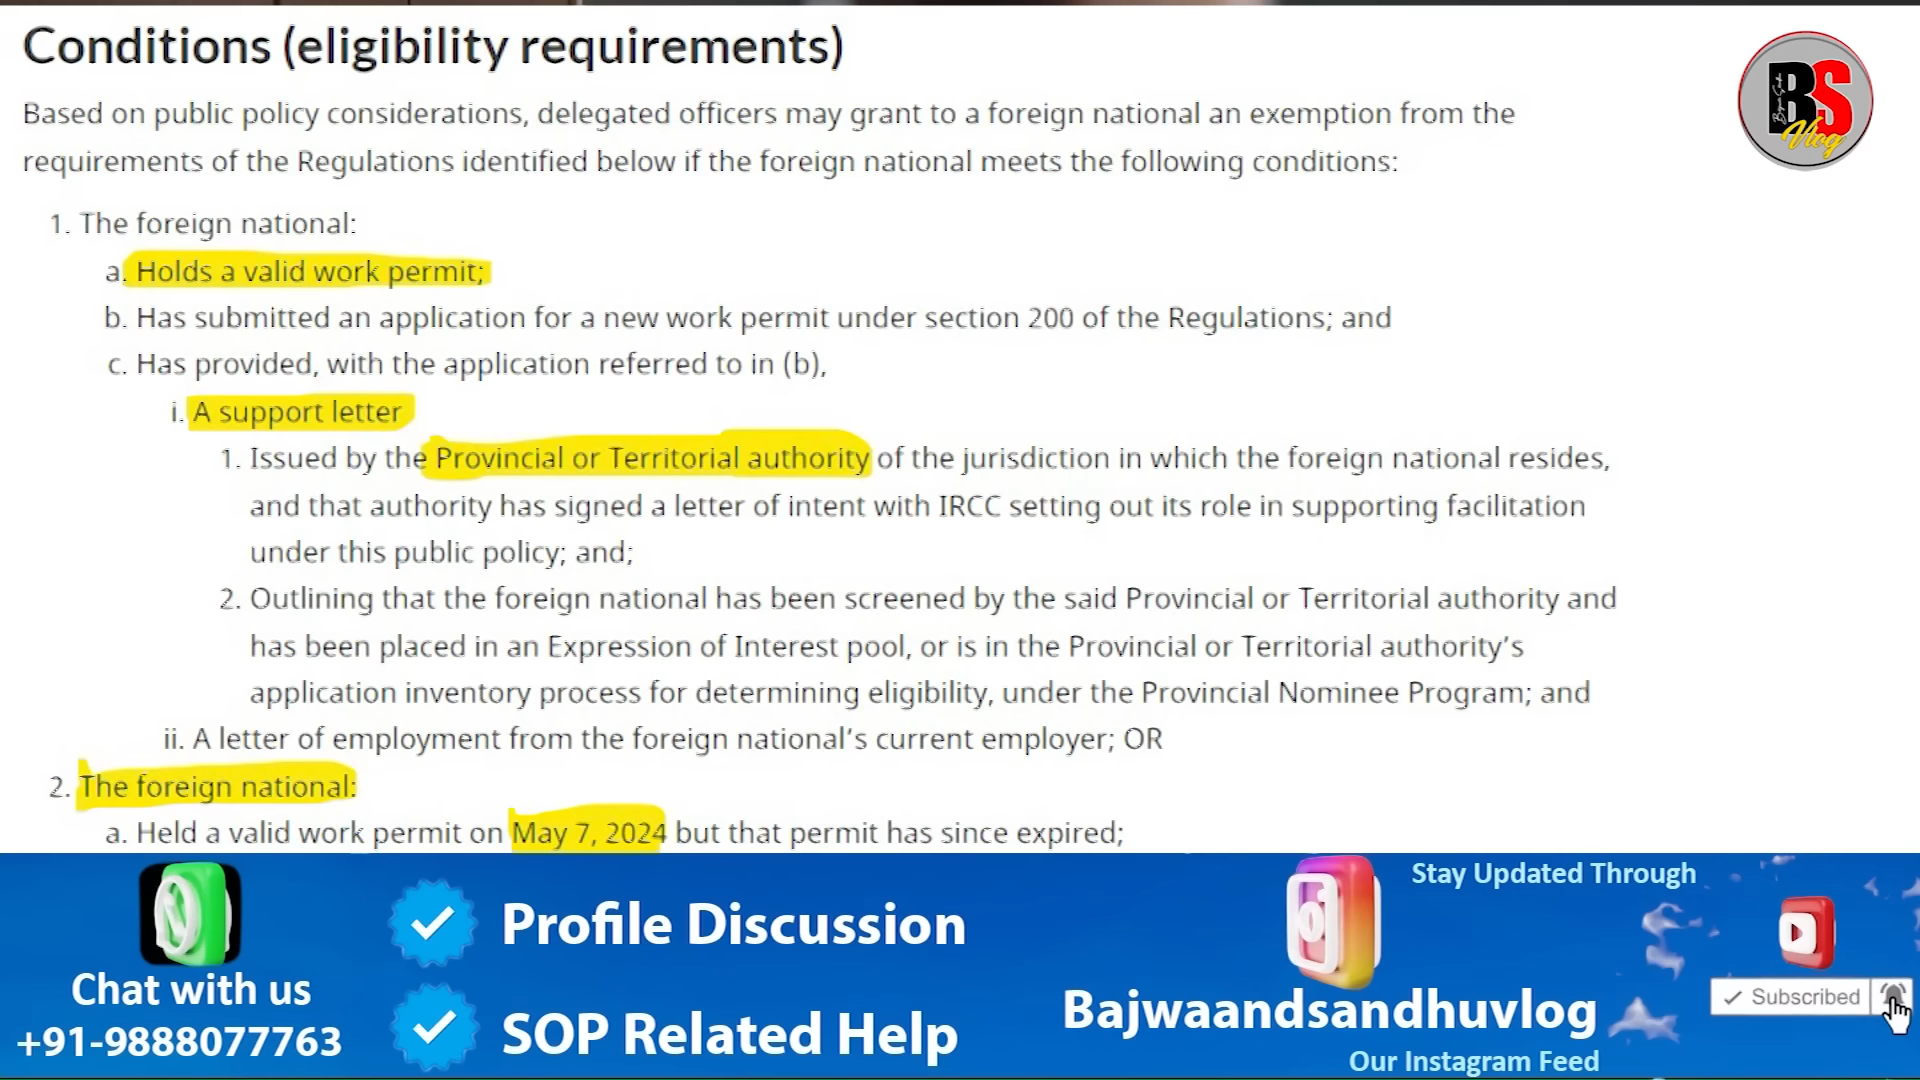 Conditions (eligibility requirements)
BS
Vlog
Based on public policy considerations, delegated officers may grant to a foreign national an exemption from the
requirements of the Regulations identified below if the foreign national meets the following conditions:
1. The foreign national:
a. Holds a valid work permit;
b. Has submitted an application for a new work permit under section 200 of the Regulations; and
c. Has provided, with the application referred to in (b),
i. A support letter
1. Issued by the Provincial or Territorial authority of the jurisdiction in which the foreign national resides,
and that authority has signed a letter of intent with IRCC setting out its role in supporting facilitation
under this public policy; and;
2. Outlining that the foreign national has been screened by the said Provincial or Territorial authority and
has been placed in an Expression of Interest pool, or is in the Provincial or Territorial authority’s
application inventory process for determining eligibility, under the Provincial Nominee Program; and
ii. A letter of employment from the foreign national’s current employer; OR
2. The foreign national:
a. Held a valid work permit on May 7, 2024 but that permit has since expired;
Chat with us
+91-9888077763
Profile Discussion
SOP Related Help
Stay Updated Through
Bajwaandsandhuvlog
Our Instagram Feed
Subscribed